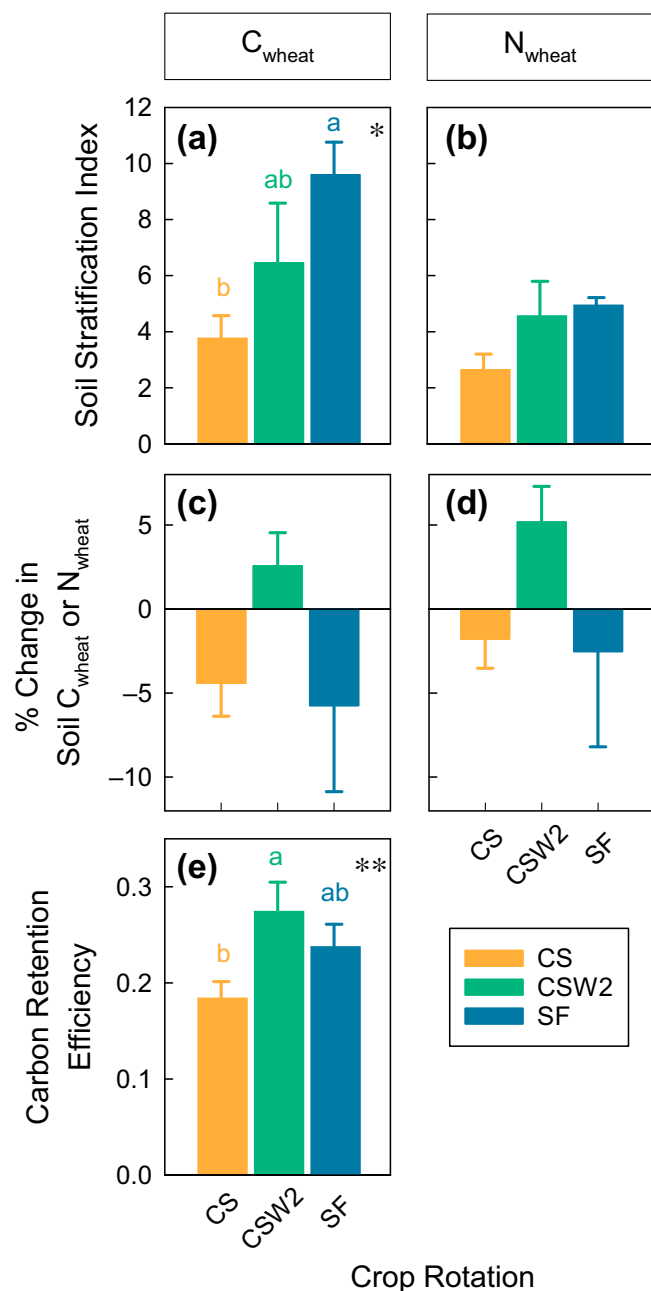 C_wheat
N_wheat
Soil Stratification Index
12
10
8
6
4
2
0
(a)
b
ab
a
*
(b)
% Change in
Soil C_wheat or N_wheat
5
0
−5
−10
(c)
(d)
CS
CSW2
SF
Carbon Retention
Efficiency
0.3
0.2
0.1
0.0
(e)
b
a
ab
**
CS
CSW2
SF
CS
CSW2
SF
Crop Rotation